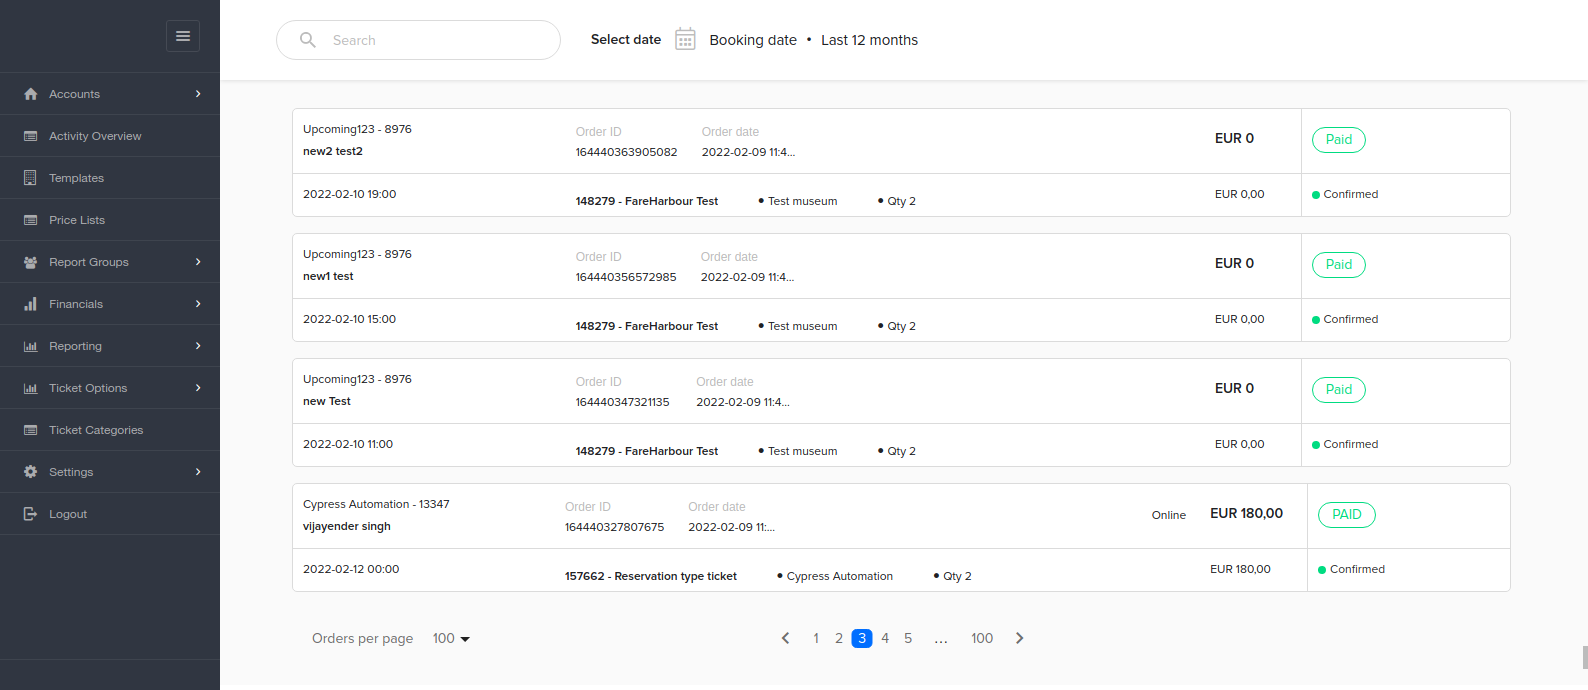 Search
Select date Booking date • Last 12 months
Accounts
Activity Overview
Templates
Price Lists
Report Groups
Financials
Reporting
Ticket Options
Ticket Categories
Settings
Logout
Upcoming123 - 8976
new2 test2
Order ID
164440363905082
Order date
2022-02-09 11:4...
EUR 0
Paid
2022-02-10 19:00
148279 - FareHarbour Test • Test museum • Qty 2
EUR 0,00
Confirmed
Upcoming123 - 8976
new1 test
Order ID
164440356572985
Order date
2022-02-09 11:4...
EUR 0
Paid
2022-02-10 15:00
148279 - FareHarbour Test • Test museum • Qty 2
EUR 0,00
Confirmed
Upcoming123 - 8976
new Test
Order ID
164440347321135
Order date
2022-02-09 11:4...
EUR 0
Paid
2022-02-10 11:00
148279 - FareHarbour Test • Test museum • Qty 2
EUR 0,00
Confirmed
Cypress Automation - 13347
vijayender singh
Order ID
164440327807675
Order date
2022-02-09 11:...
Online
EUR 180,00
PAID
2022-02-12 00:00
157662 - Reservation type ticket • Cypress Automation • Qty 2
EUR 180,00
Confirmed
Orders per page 100
1 2 3 4 5 ... 100